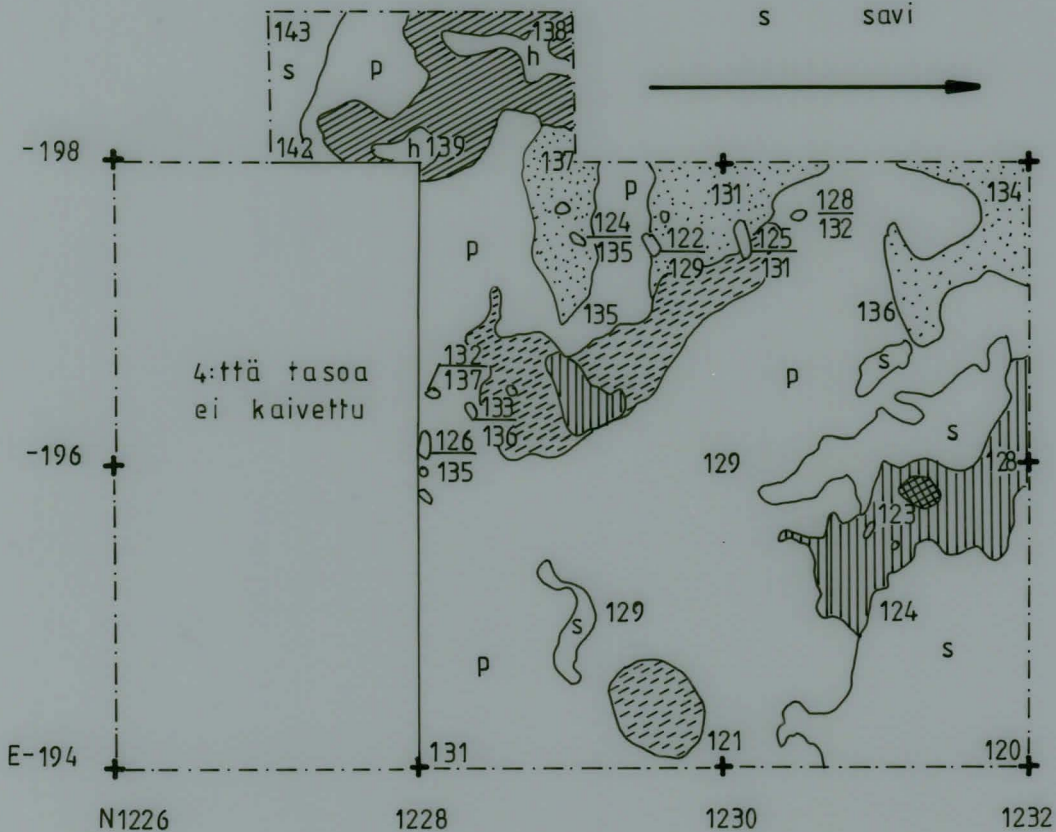 s savi
143 138
s p h
142 h 139
-198
137 p 131 134
124 122 125 128
135 129 131 132
p
135 136
4:ttä tasoa
ei kaivettu
132
137
133
136
126
135
p s
-196
129 s 128
123
129
s
124
p s
E-194
131 121 120
N1226 1228 1230 1232